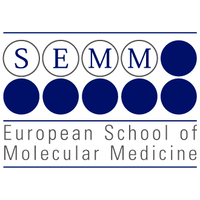 SEMM
European School of
Molecular Medicine